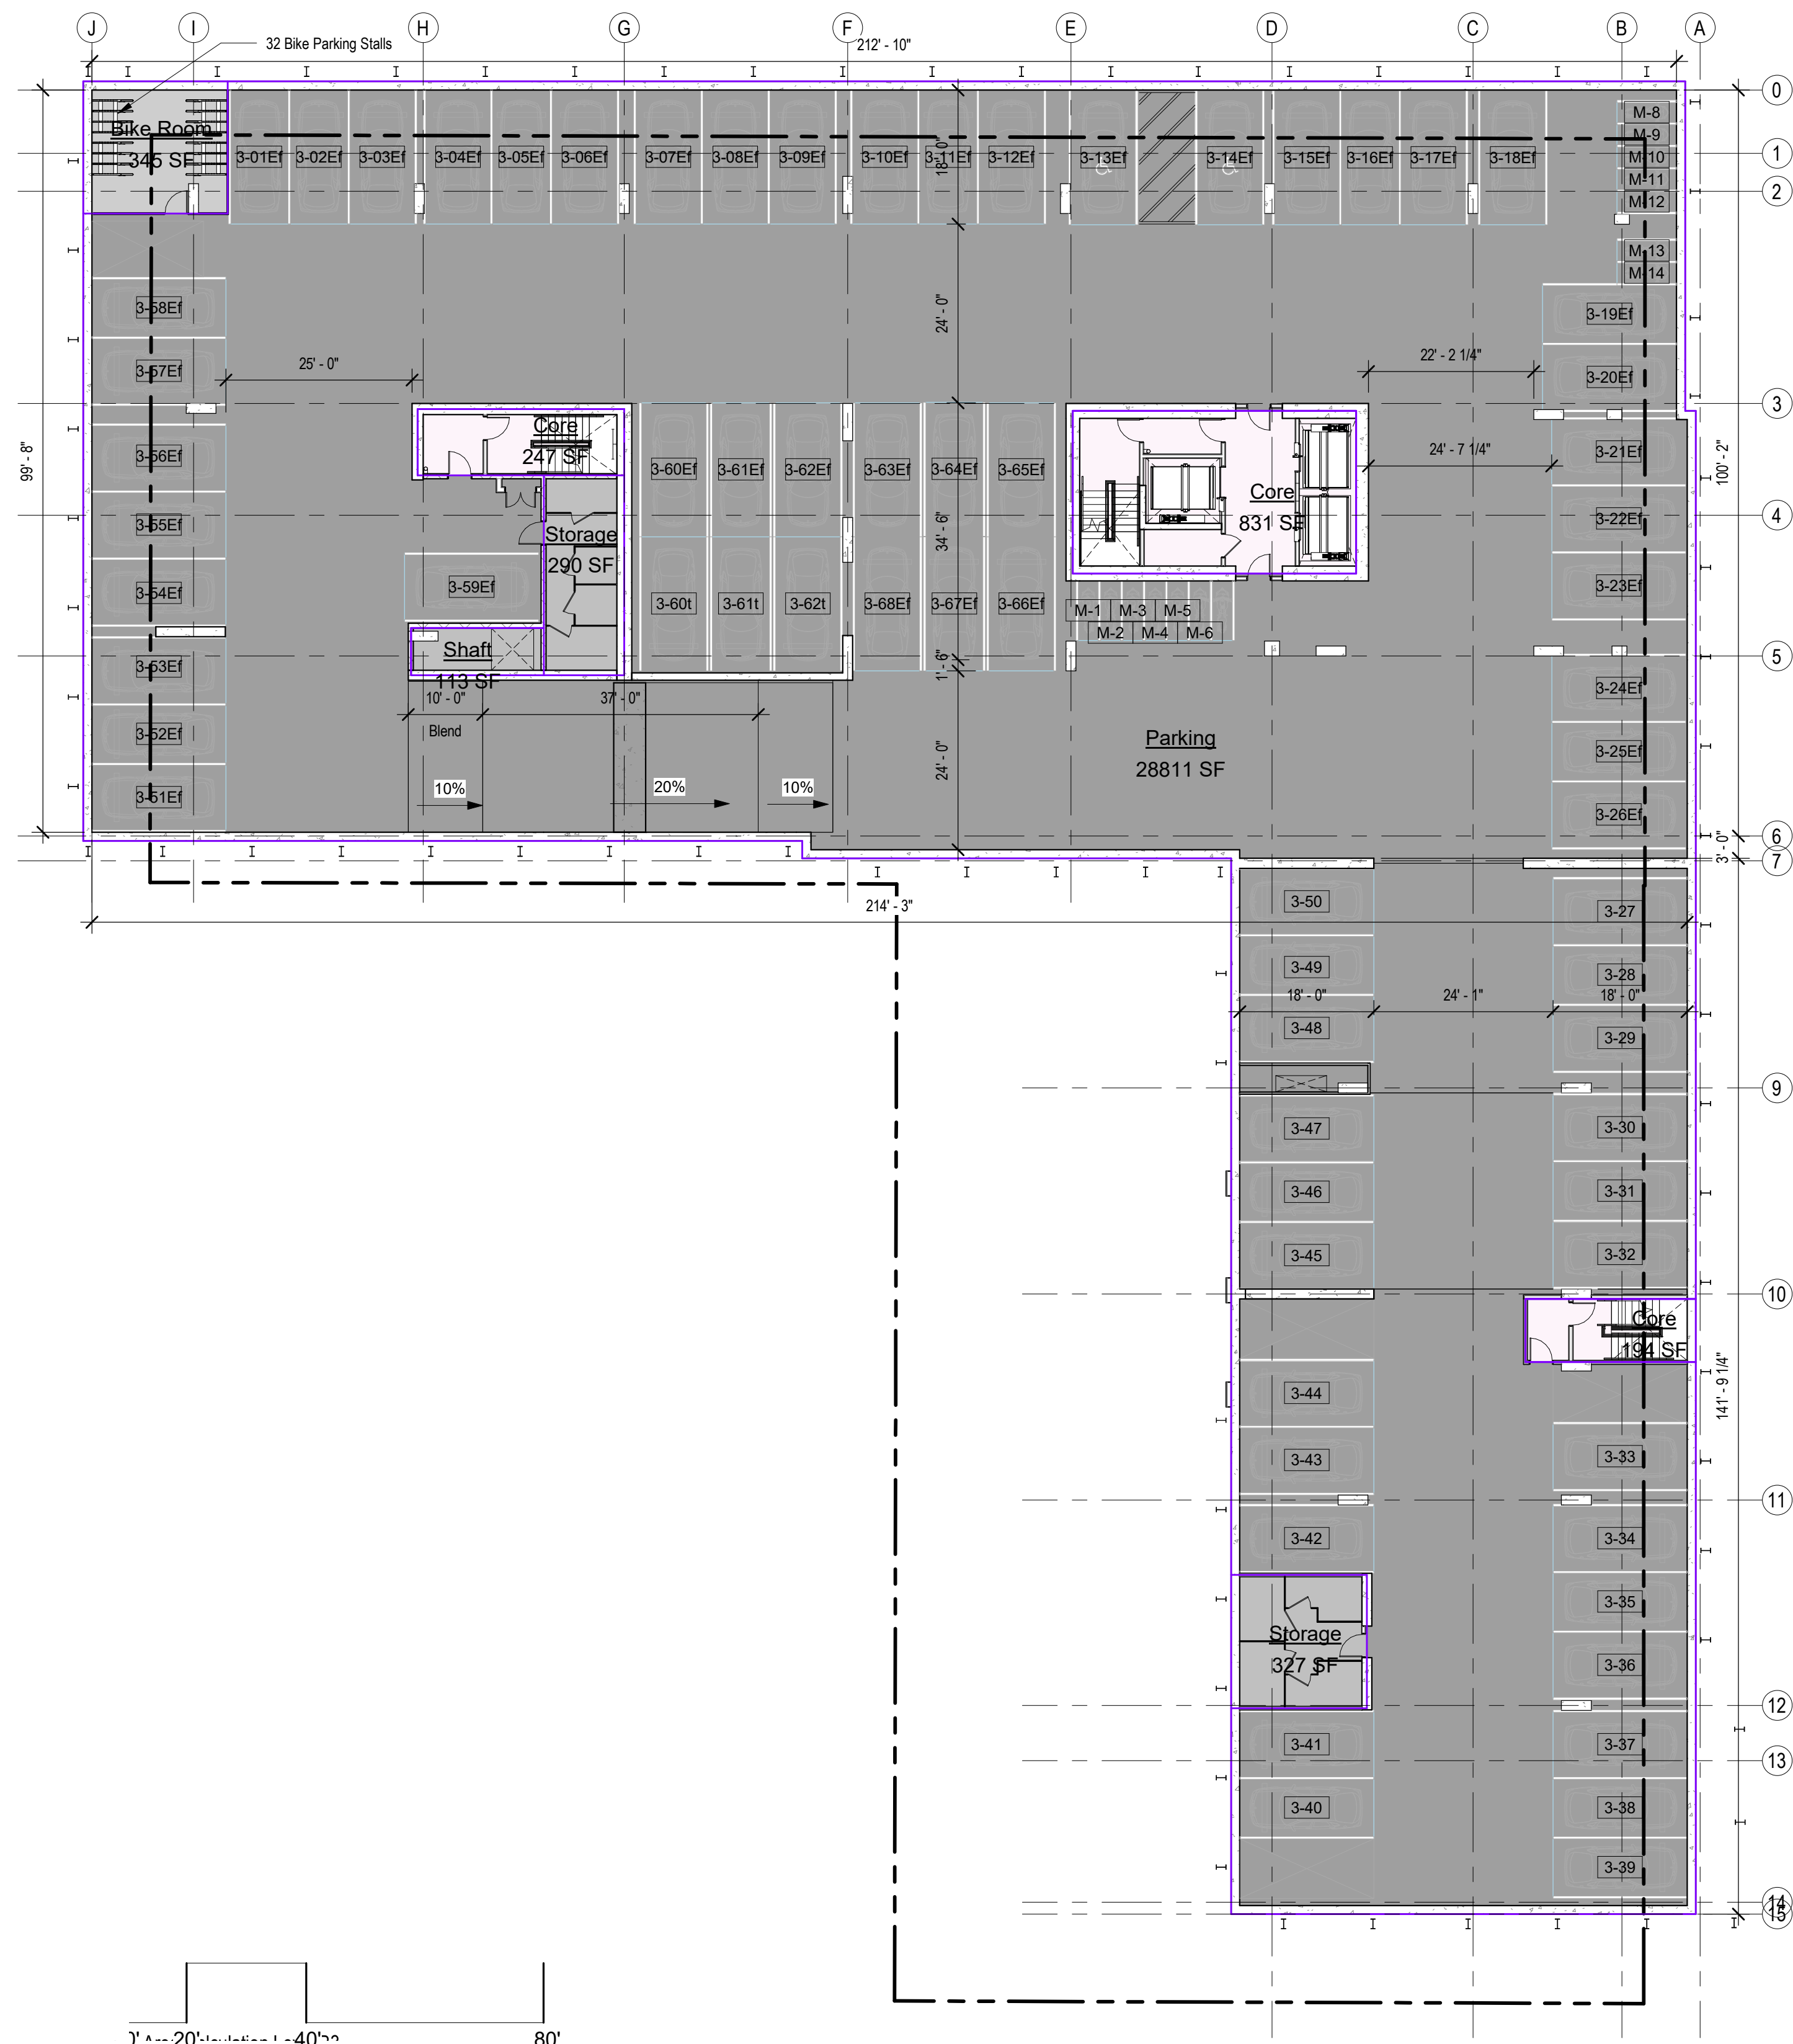 J I H G F E D C B A
32 Bike Parking Stalls
212' - 10"
0
Bike Room
345 SF
3-01Ef 3-02Ef 3-03Ef 3-04Ef 3-05Ef 3-06Ef 3-07Ef 3-08Ef 3-09Ef 3-10Ef 3-11Ef 3-12Ef 3-13Ef 3-14Ef 3-15Ef 3-16Ef 3-17Ef 3-18Ef
18' - 0"
M-8
M-9
M-10
M-11
M-12
1
2
M-13
M-14
3-58Ef
3-57Ef
24' - 0"
3-19Ef
3-20Ef
25' - 0"
22' - 2 1/4"
3
99' - 8"
3-56Ef
3-55Ef
3-54Ef
3-53Ef
3-52Ef
3-51Ef
Core
247 SF
Storage
290 SF
3-59Ef
Shaft
113 SF
3-60Ef 3-61Ef 3-62Ef 3-63Ef 3-64Ef 3-65Ef
34' - 6"
3-60t 3-61t 3-62t 3-68Ef 3-67Ef 3-66Ef
Core
831 SF
M-1 M-3 M-5
M-2 M-4 M-6
24' - 7 1/4"
3-21Ef
3-22Ef
3-23Ef
100' - 2"
4
5
1' - 6"
10' - 0"
37' - 0"
Blend
10%
20%
10%
24' - 0"
Parking
28811 SF
3-24Ef
3-25Ef
3-26Ef
6
3' - 0"
7
214' - 3"
3-50
3-27
3-49
3-28
18' - 0" 24' - 1" 18' - 0"
3-48
3-29
9
3-47
3-30
3-46
3-31
3-45
3-32
10
Core
194 SF
141' - 9 1/4"
3-44
3-43
3-33
11
3-42
3-34
3-35
Storage
327 SF
3-36
12
3-41
3-37
13
3-40
3-38
3-39
14
15
20' 40' 80'